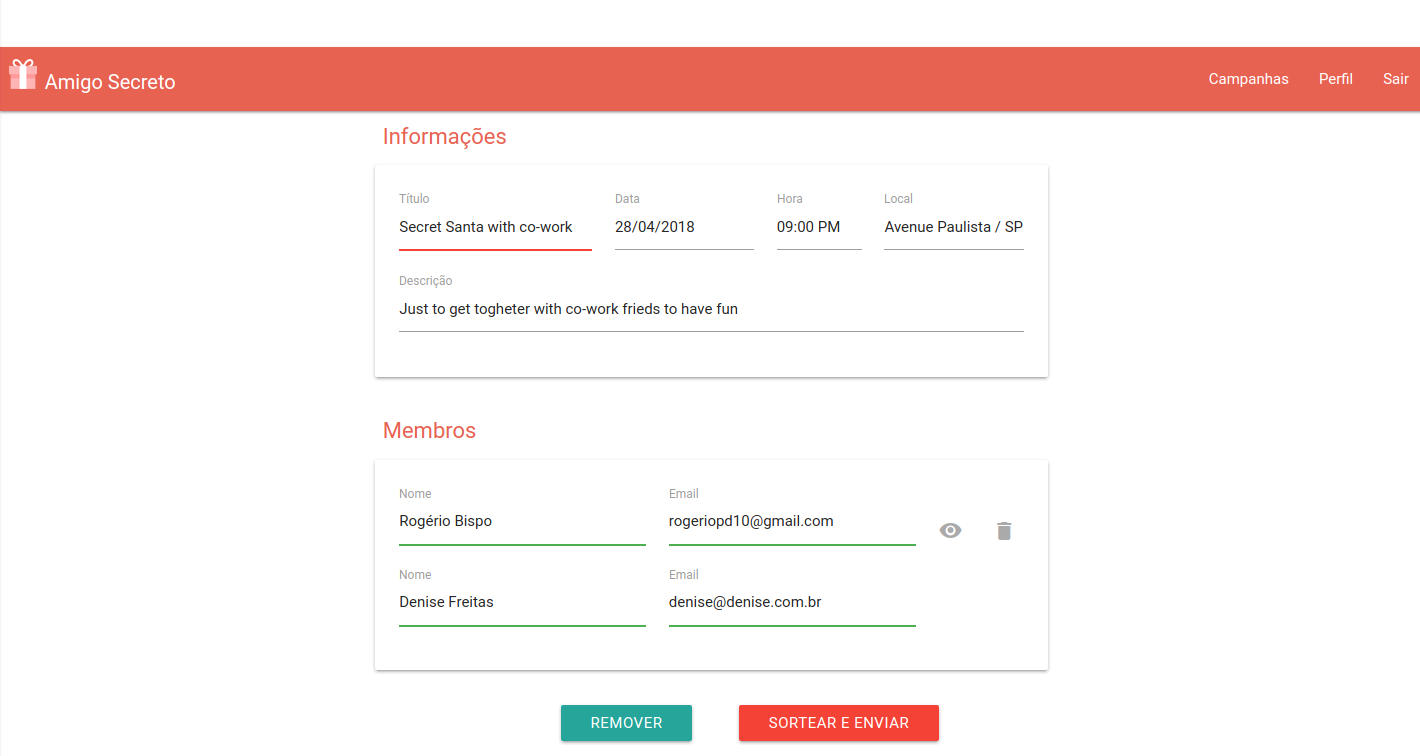 Amigo Secreto
Campanhas Perfil Sair
Informações
Título Data Hora Local
Secret Santa with co-work 28/04/2018 09:00 PM Avenue Paulista / SP
Descrição
Just to get togheter with co-work frieds to have fun
Membros
Nome Email
Rogério Bispo rogeriopd10@gmail.com
Nome Email
Denise Freitas denise@denise.com.br
REMOVER SORTEAR E ENVIAR